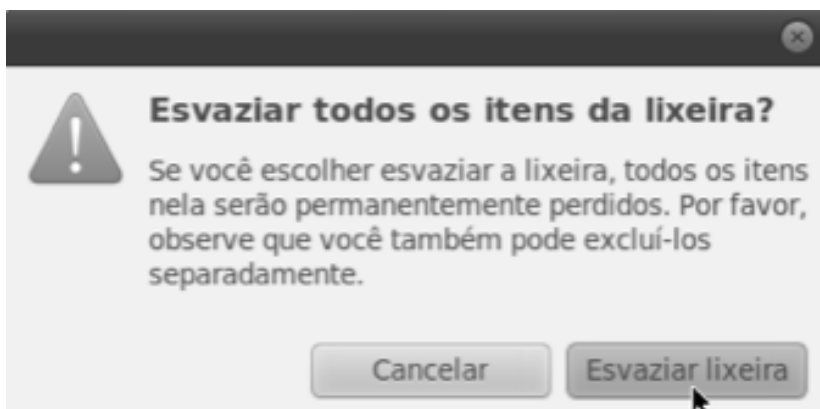 Esvaziar todos os itens da lixeira?
Se você escolher esvaziar a lixeira, todos os itens
nela serão permanentemente perdidos. Por favor,
observe que você também pode excluí-los
separadamente.
Cancelar
Esvaziar lixeira